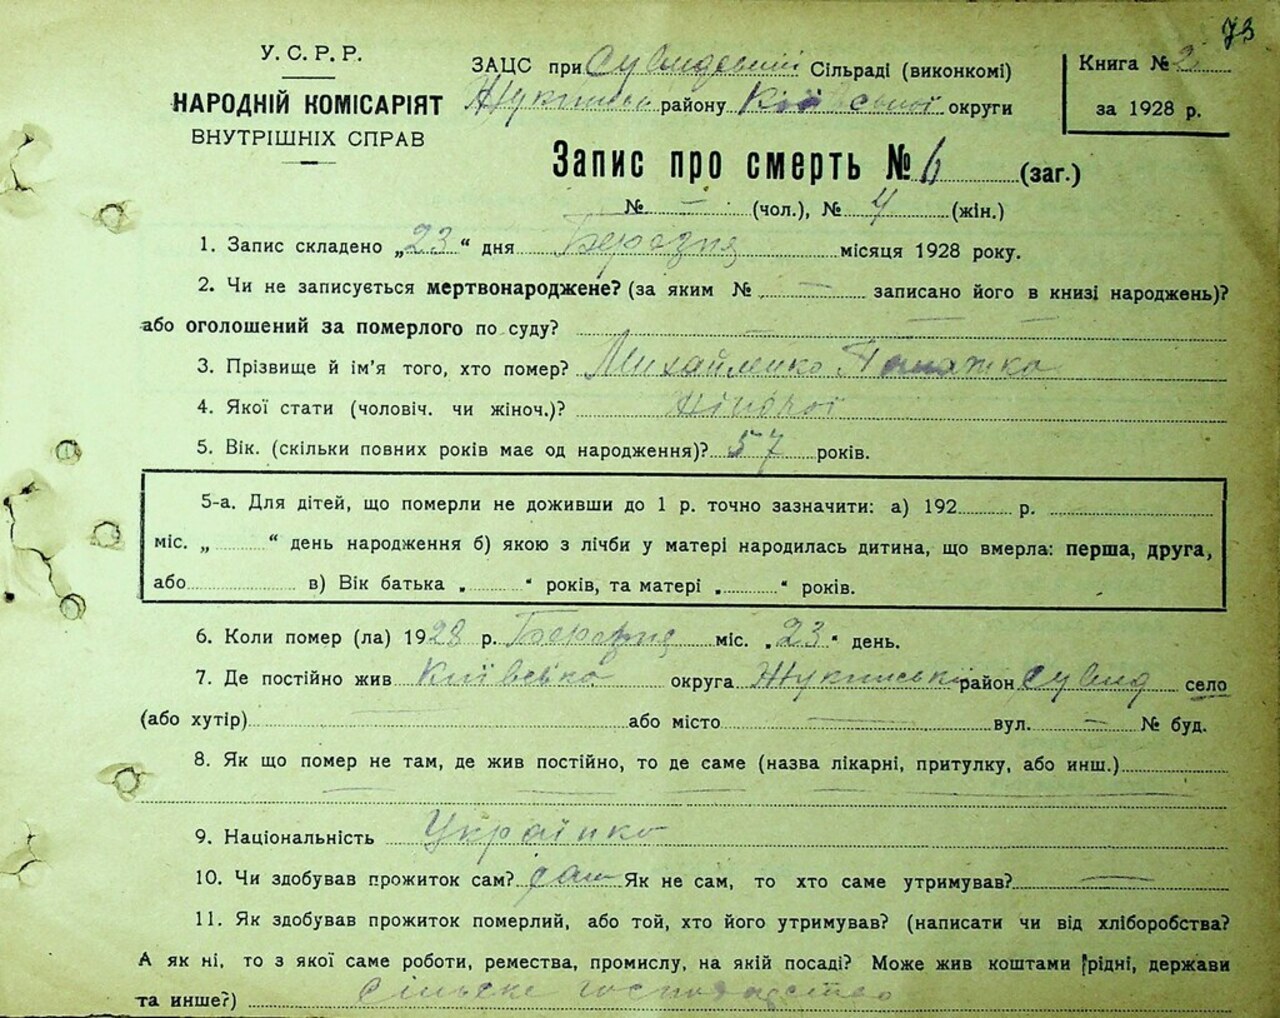 73
У. С. Р. Р.
НАРОДНІЙ КОМІСАРІЯТ
ВНУТРІШНІХ СПРАВ
ЗАЦС при Сувидській Сільраді (виконкомі)
Жукинськ району Київської округи
Книга № 2
за 1928 р.
Запис про смерть № 6 (заг.)
№ — (чол.), № 4 (жін.)
1. Запис складено „23“ дня Березня місяця 1928 року.
2. Чи не записується мертвонароджене? (за яким № — записано його в книзі народжень)?
або оголошений за померлого по суду? —
3. Прізвище й ім'я того, хто помер? Михайленко
4. Якої стати (чоловіч. чи жіноч.)? жіночої
5. Вік. (скільки повних років має од народження)? 57 років.
5-а. Для дітей, що померли не доживши до 1 р. точно зазначити: а) 192 р.
міс. „ “ день народження б) якою з лічби у матері народилась дитина, що вмерла: перша, друга,
або в) Вік батька „ “ років, та матері „ “ років.
6. Коли помер (ла) 1928 р. Березня міс. „23“ день.
7. Де постійно жив Київська округа Жукинський район Сувид село
(або хутір) — або місто — вул. — № буд.
8. Як що помер не там, де жив постійно, то де саме (назва лікарні, притулку, або инш.)
9. Національність Українка
10. Чи здобував прожиток сам? сам Як не сам, то хто саме утримував? —
11. Як здобував прожиток померлий, або той, хто його утримував? (написати чи від хліборобства?
А як ні, то з якої саме роботи, ремества, промислу, на якій посаді? Може жив коштами рідні, держави
та инше?) сільске господарство